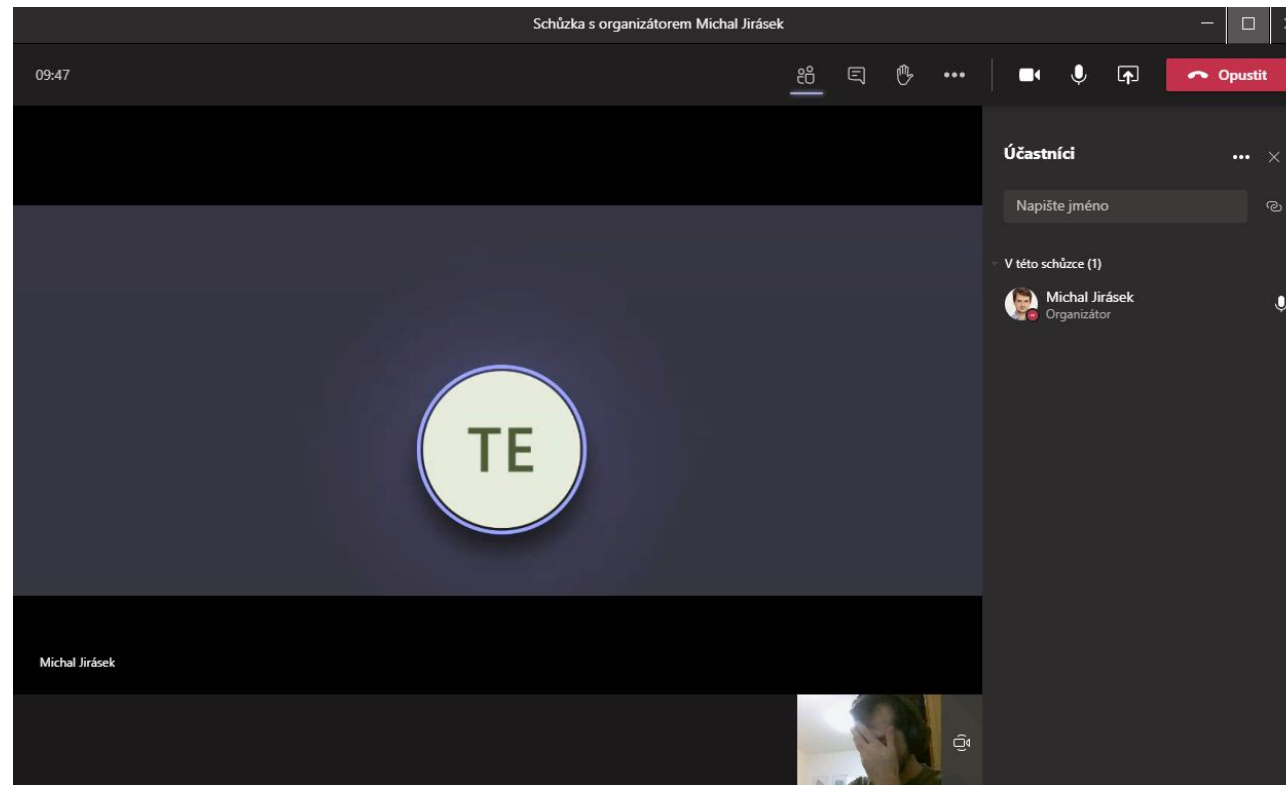 Schůzka s organizátorem Michal Jirásek
09:47
Opustit
Účastníci
Napište jméno
V této schůzce (1)
Michal Jirásek
Organizátor
TE
Michal Jirásek